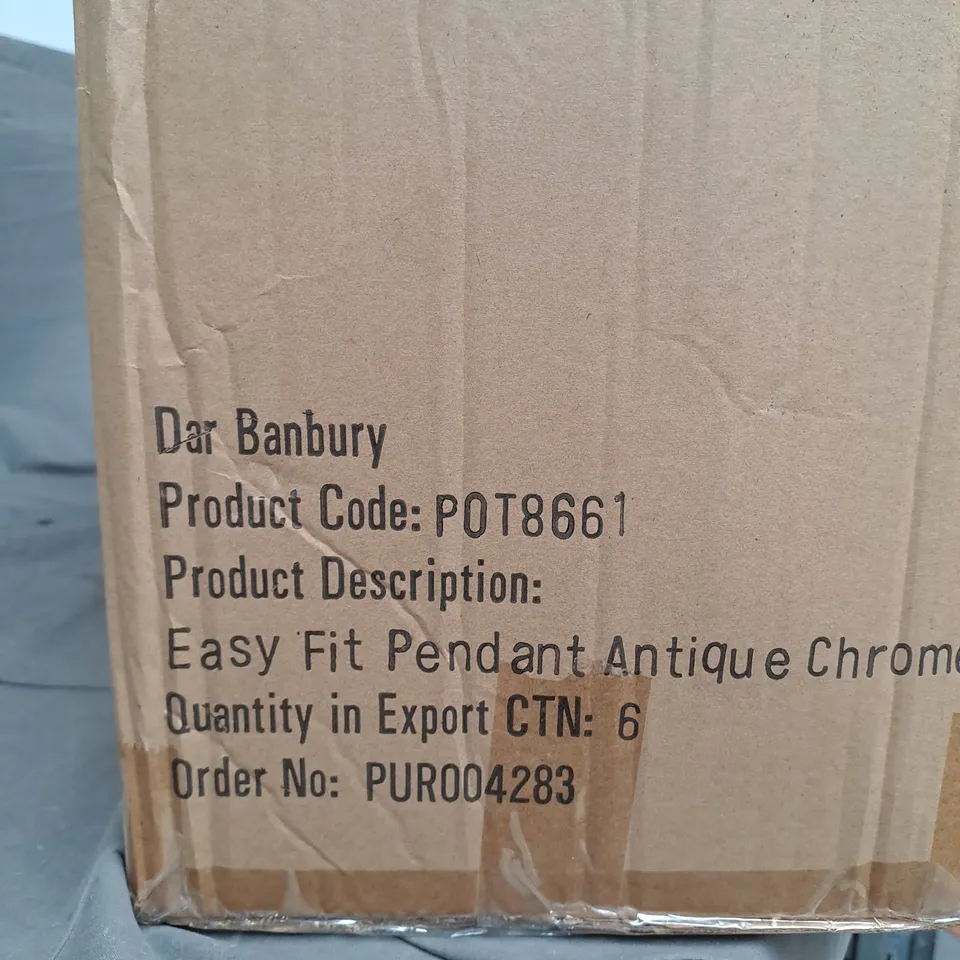 Dar Banbury
Product Code: POT8661
Product Description:
Easy Fit Pendant Antique Chrome
Quantity in Export CTN: 6
Order No: PUR004283